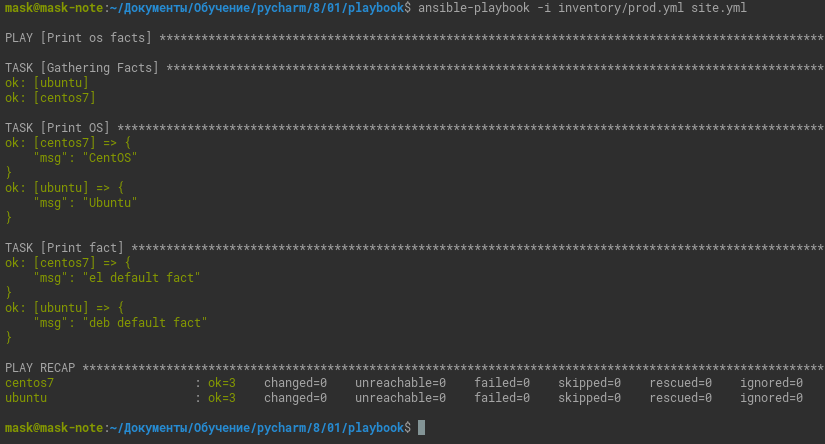 mask@mask-note:~/Документы/Обучение/pycharm/8/01/playbook$ ansible-playbook -i inventory/prod.yml site.yml
PLAY [Print os facts] ***********************************************************************************************
TASK [Gathering Facts] **********************************************************************************************
ok: [ubuntu]
ok: [centos7]
TASK [Print OS] *****************************************************************************************************
ok: [centos7] => {
    "msg": "CentOS"
}
ok: [ubuntu] => {
    "msg": "Ubuntu"
}
TASK [Print fact] ***************************************************************************************************
ok: [centos7] => {
    "msg": "el default fact"
}
ok: [ubuntu] => {
    "msg": "deb default fact"
}
PLAY RECAP **********************************************************************************************************
centos7                    : ok=3    changed=0    unreachable=0    failed=0    skipped=0    rescued=0    ignored=0
ubuntu                     : ok=3    changed=0    unreachable=0    failed=0    skipped=0    rescued=0    ignored=0
mask@mask-note:~/Документы/Обучение/pycharm/8/01/playbook$